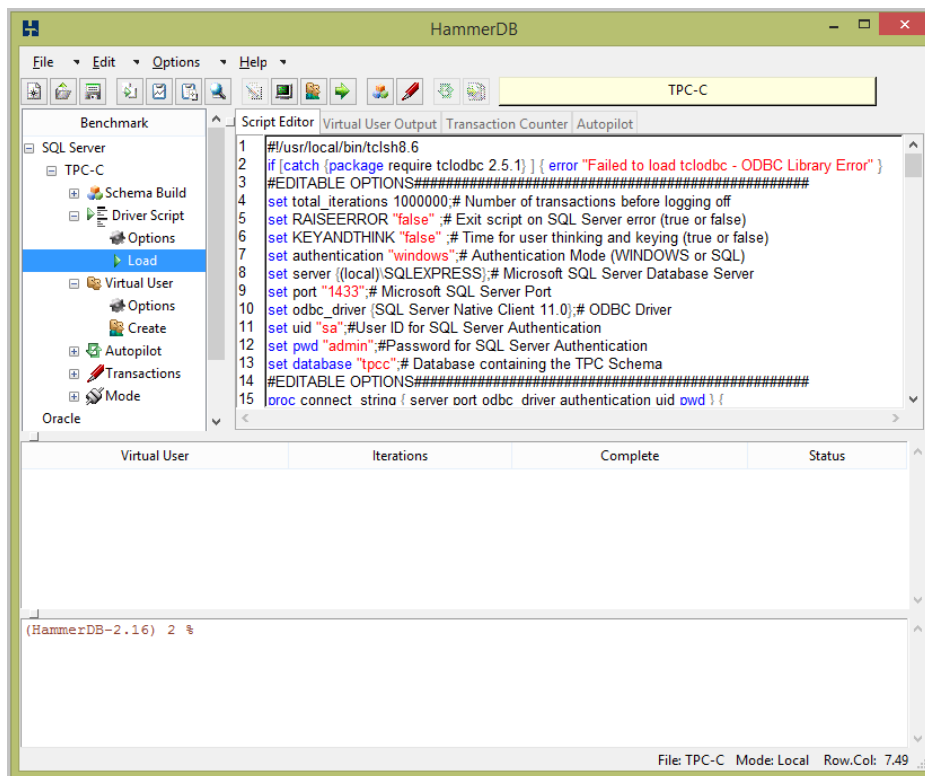 HammerDB
File Edit Options Help
TPC-C
Benchmark
SQL Server
TPC-C
Schema Build
Driver Script
Options
Load
Virtual User
Options
Create
Autopilot
Transactions
Mode
Oracle
Script Editor Virtual User Output Transaction Counter Autopilot
1 #!/usr/local/bin/tclsh8.6
2 if [catch {package require tclodbc 2.5.1} ] { error "Failed to load tclodbc - ODBC Library Error" }
3 #EDITABLE OPTIONS##################################################
4 set total_iterations 1000000;# Number of transactions before logging off
5 set RAISEERROR "false" ;# Exit script on SQL Server error (true or false)
6 set KEYANDTHINK "false" ;# Time for user thinking and keying (true or false)
7 set authentication "windows";# Authentication Mode (WINDOWS or SQL)
8 set server {(local)\SQLEXPRESS};# Microsoft SQL Server Database Server
9 set port "1433";# Microsoft SQL Server Port
10 set odbc_driver {SQL Server Native Client 11.0};# ODBC Driver
11 set uid "sa";#User ID for SQL Server Authentication
12 set pwd "admin";#Password for SQL Server Authentication
13 set database "tpcc";# Database containing the TPC Schema
14 #EDITABLE OPTIONS##################################################
15 proc connect_string { server port odbc_driver authentication uid pwd } {
Virtual User Iterations Complete Status
(HammerDB-2.16) 2 %
File: TPC-C Mode: Local Row.Col: 7.49